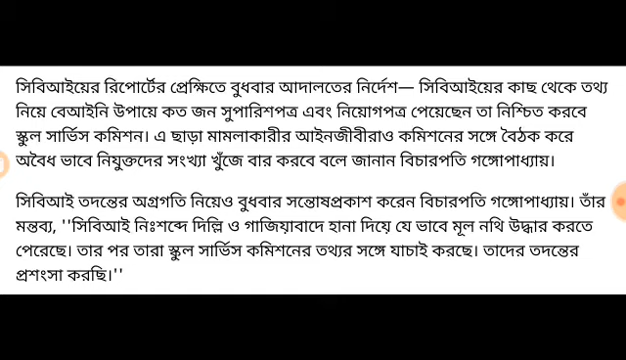 সিবিআইয়ের রিপোর্টের প্রেক্ষিতে বুধবার আদালতের নির্দেশ— সিবিআইয়ের কাছ থেকে তথ্য
নিয়ে বেআইনি উপায়ে কত জন সুপারিশপত্র এবং নিয়োগপত্র পেয়েছেন তা নিশ্চিত করবে
স্কুল সার্ভিস কমিশন। এ ছাড়া মামলাকারীর আইনজীবীরাও কমিশনের সঙ্গে বৈঠক করে
অবৈধ ভাবে নিযুক্তদের সংখ্যা খুঁজে বার করবে বলে জানান বিচারপতি গঙ্গোপাধ্যায়।
সিবিআই তদন্তের অগ্রগতি নিয়েও বুধবার সন্তোষপ্রকাশ করেন বিচারপতি গঙ্গোপাধ্যায়। তাঁর
মন্তব্য, ''সিবিআই নিঃশব্দে দিল্লি ও গাজিয়াবাদে হানা দিয়ে যে ভাবে মূল নথি উদ্ধার করতে
পেরেছে। তার পর তারা স্কুল সার্ভিস কমিশনের তথ্যর সঙ্গে যাচাই করছে। তাদের তদন্তের
প্রশংসা করছি।''